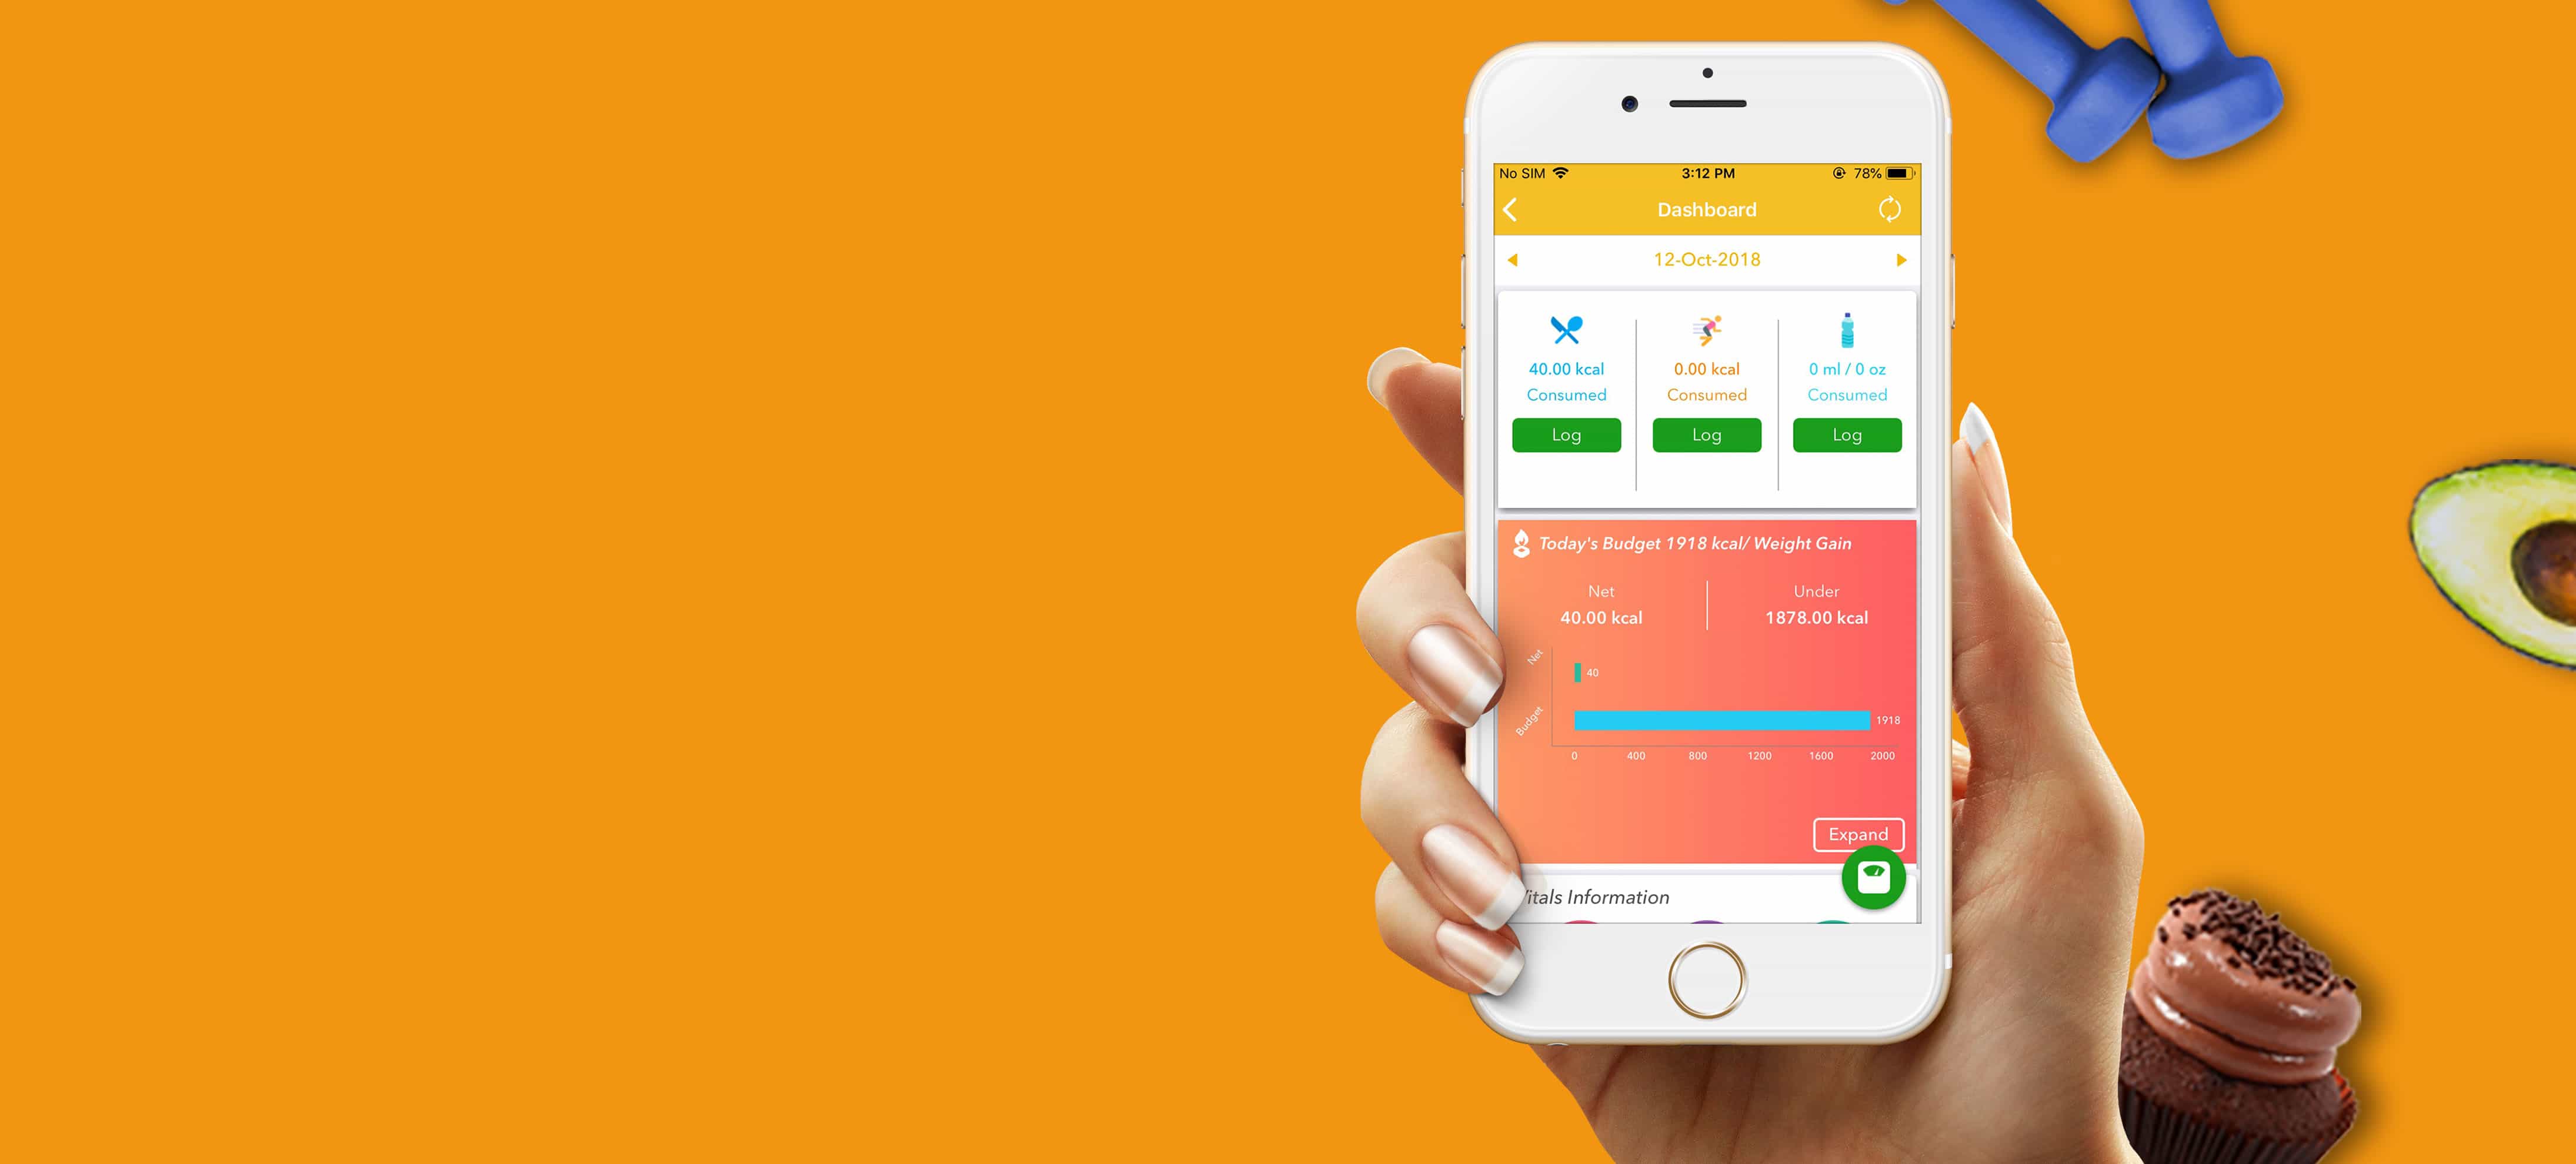 No SIM 3:12 PM 78%
Dashboard
12-Oct-2018
40.00 kcal 0.00 kcal 0 ml / 0 oz
Consumed Consumed Consumed
Log Log Log
Today's Budget 1918 kcal/ Weight Gain
Net Under
40.00 kcal 1878.00 kcal
Net 40
Budget 1918
0 400 800 1200 1600 2000
Expand
Vitals Information